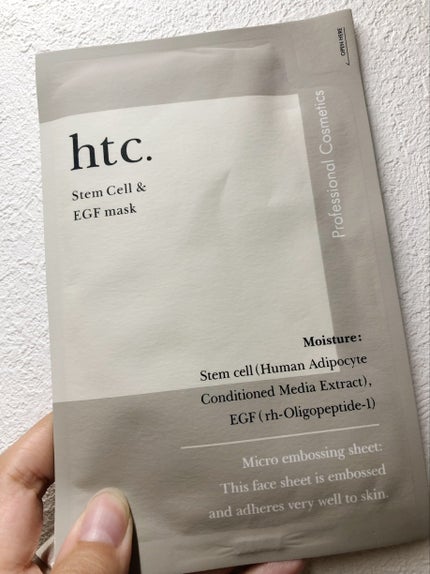 OPEN HERE
htc.
Stem Cell &
EGF mask
Professional Cosmetics
Moisture:
Stem cell (Human Adipocyte
Conditioned Media Extract),
EGF (rh-Oligopeptide-1)
Micro embossing sheet:
This face sheet is embossed
and adheres very well to skin.